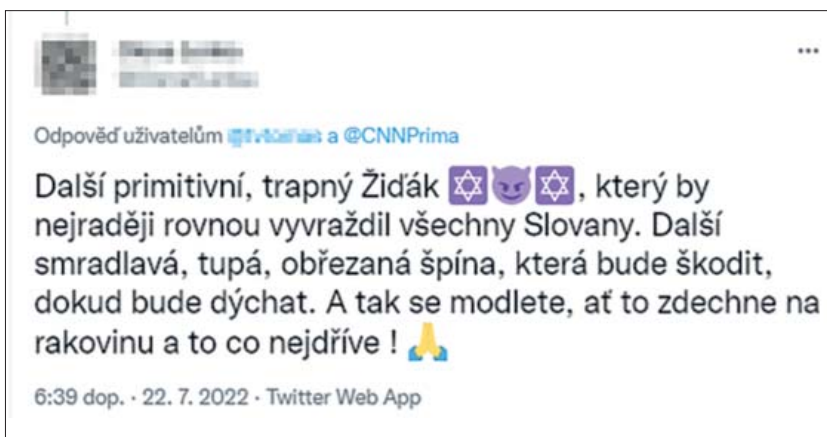 Odpověď uživatelům a @CNNPrima
Další primitivní, trapný Žiďák ✡😈✡, který by
nejraději rovnou vyvraždil všechny Slovany. Další
smradlavá, tupá, obřezaná špína, která bude škodit,
dokud bude dýchat. A tak se modlete, ať to zdechne na
rakovinu a to co nejdříve ! 🙏
6:39 dop. · 22. 7. 2022 · Twitter Web App